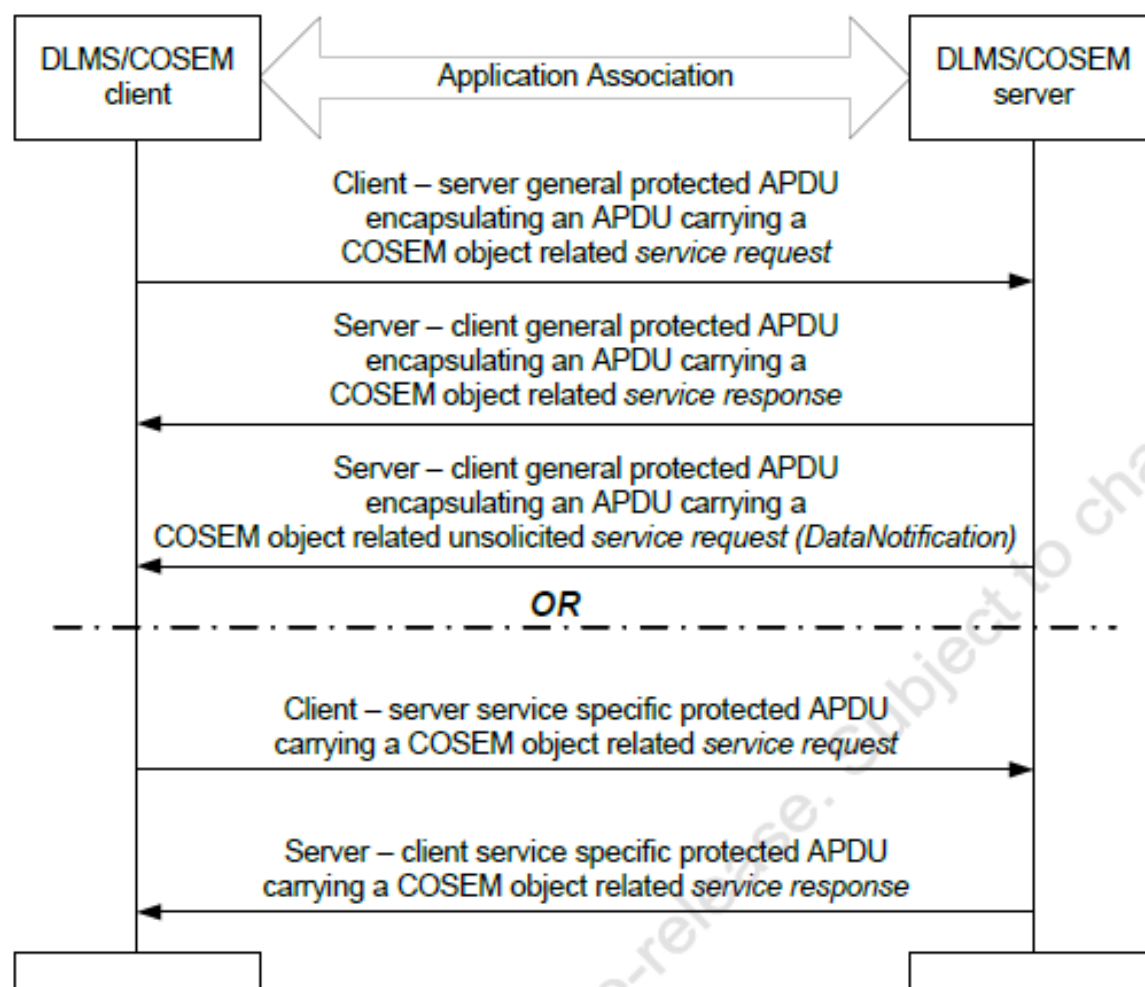 DLMS/COSEM
client
Application Association
DLMS/COSEM
server
Client – server general protected APDU
encapsulating an APDU carrying a
COSEM object related service request
Server – client general protected APDU
encapsulating an APDU carrying a
COSEM object related service response
Server – client general protected APDU
encapsulating an APDU carrying a
COSEM object related unsolicited service request (DataNotification)
OR
Client – server service specific protected APDU
carrying a COSEM object related service request
Server – client service specific protected APDU
carrying a COSEM object related service response
e-release. Subject to cha